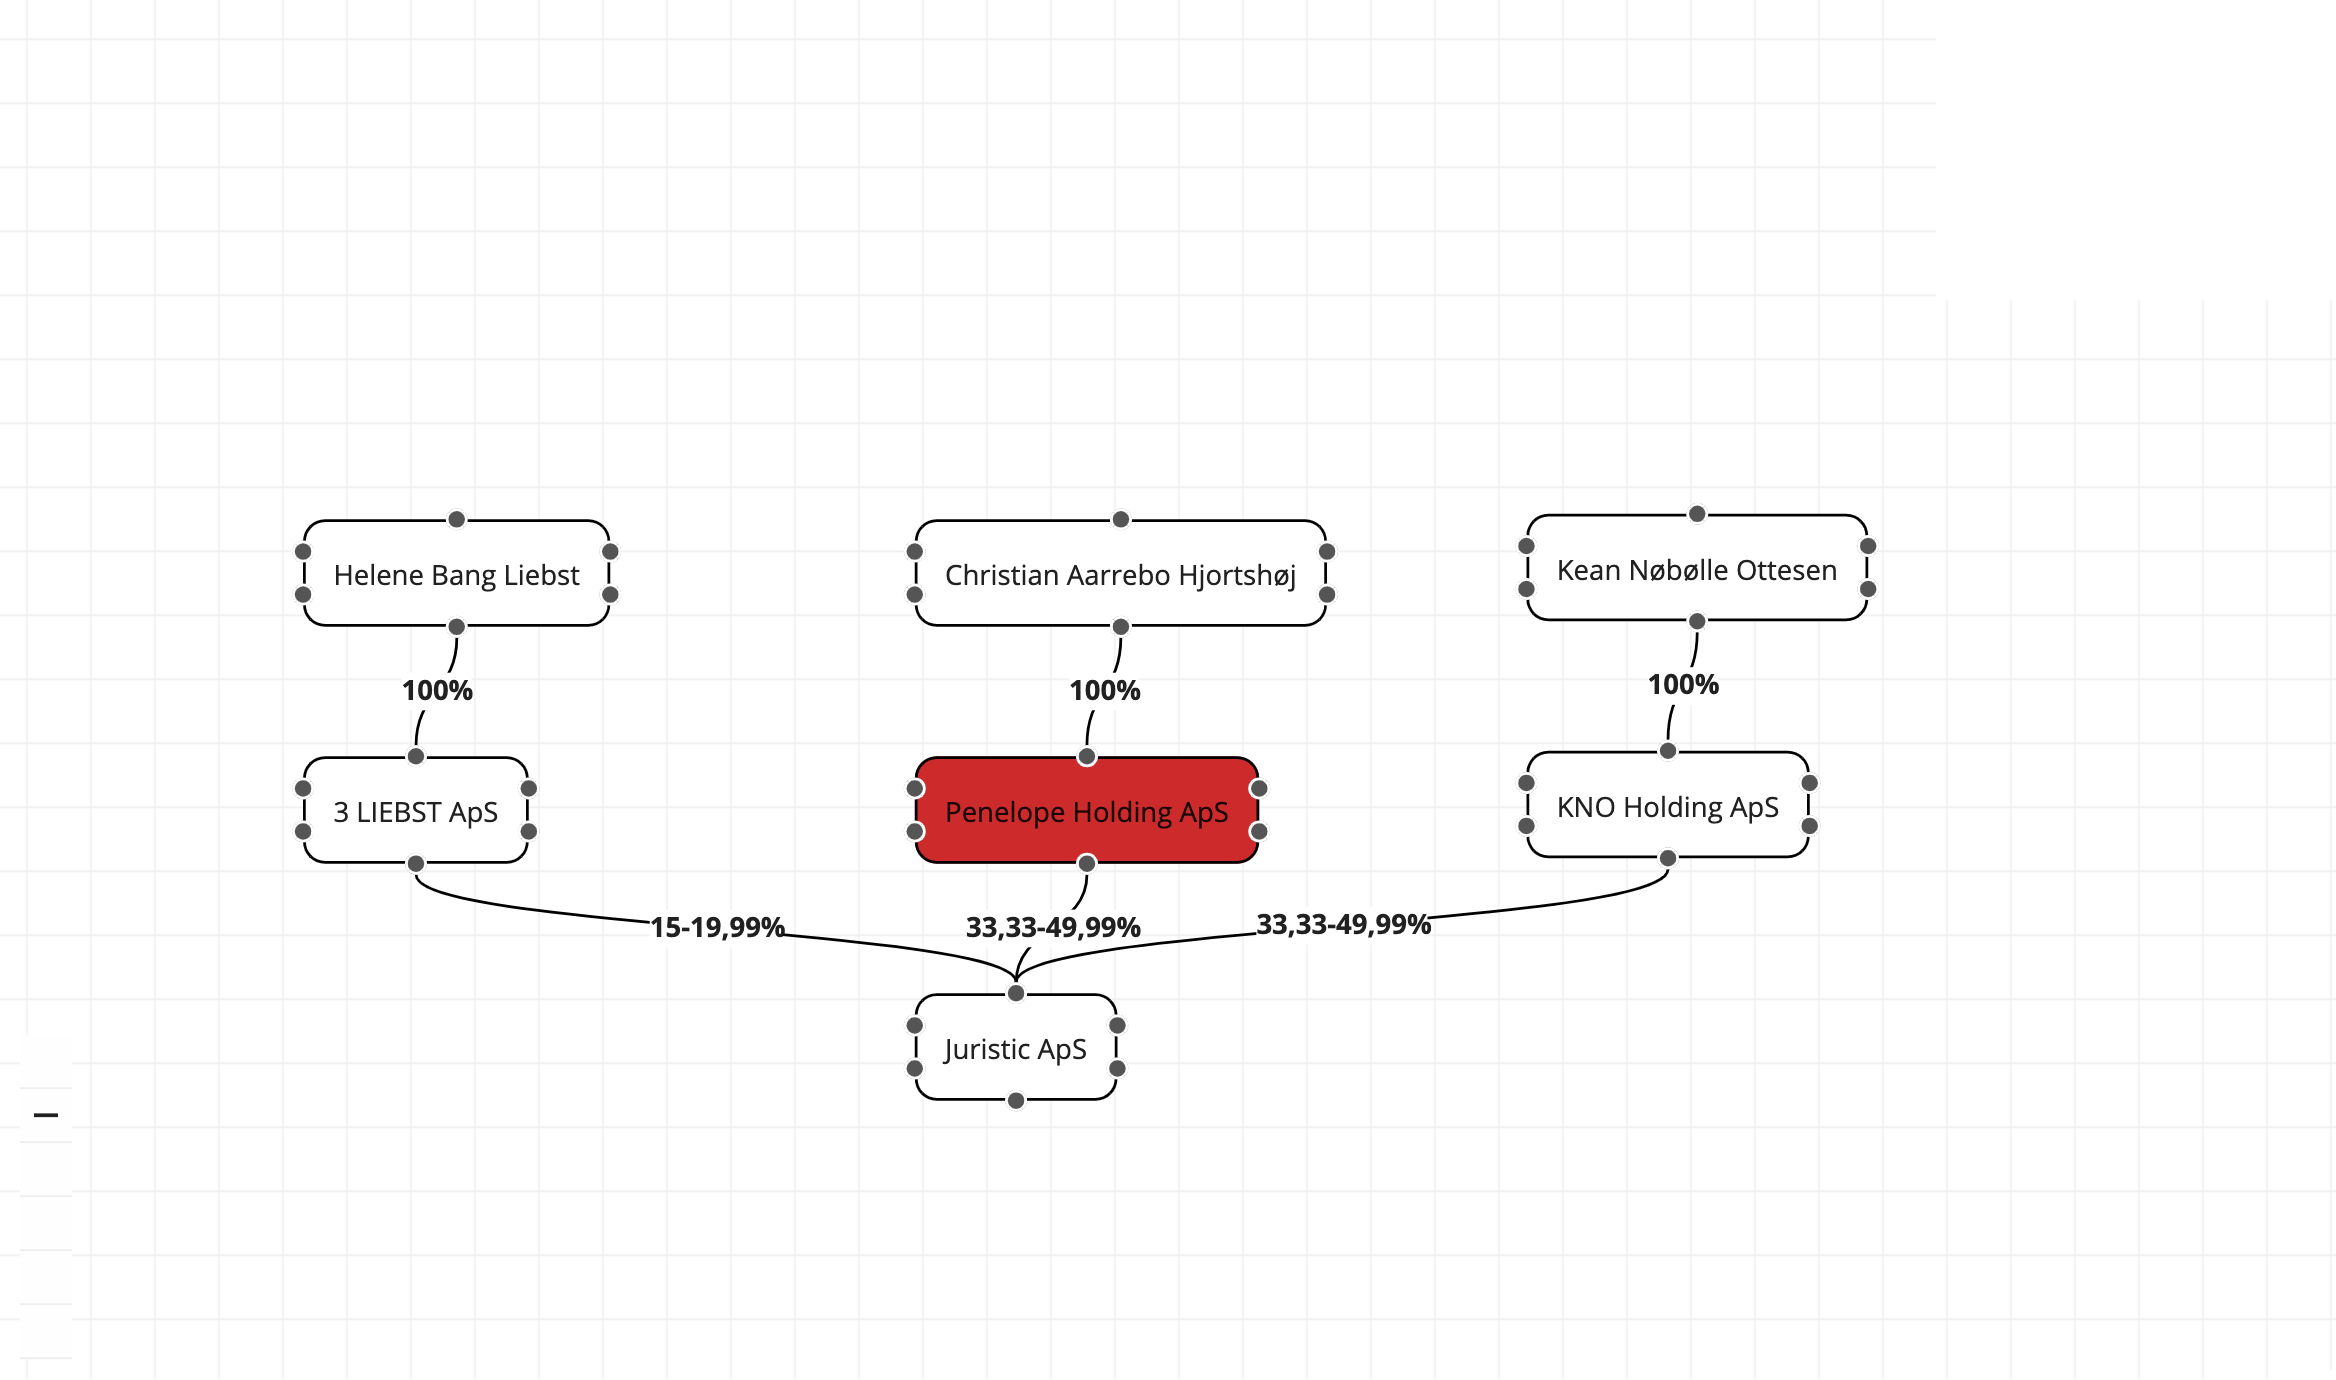 Helene Bang Liebst
Christian Aarrebo Hjortshøj
Kean Nøbølle Ottesen
100%
100%
100%
3 LIEBST ApS
Penelope Holding ApS
KNO Holding ApS
15-19,99%
33,33-49,99%
33,33-49,99%
Juristic ApS